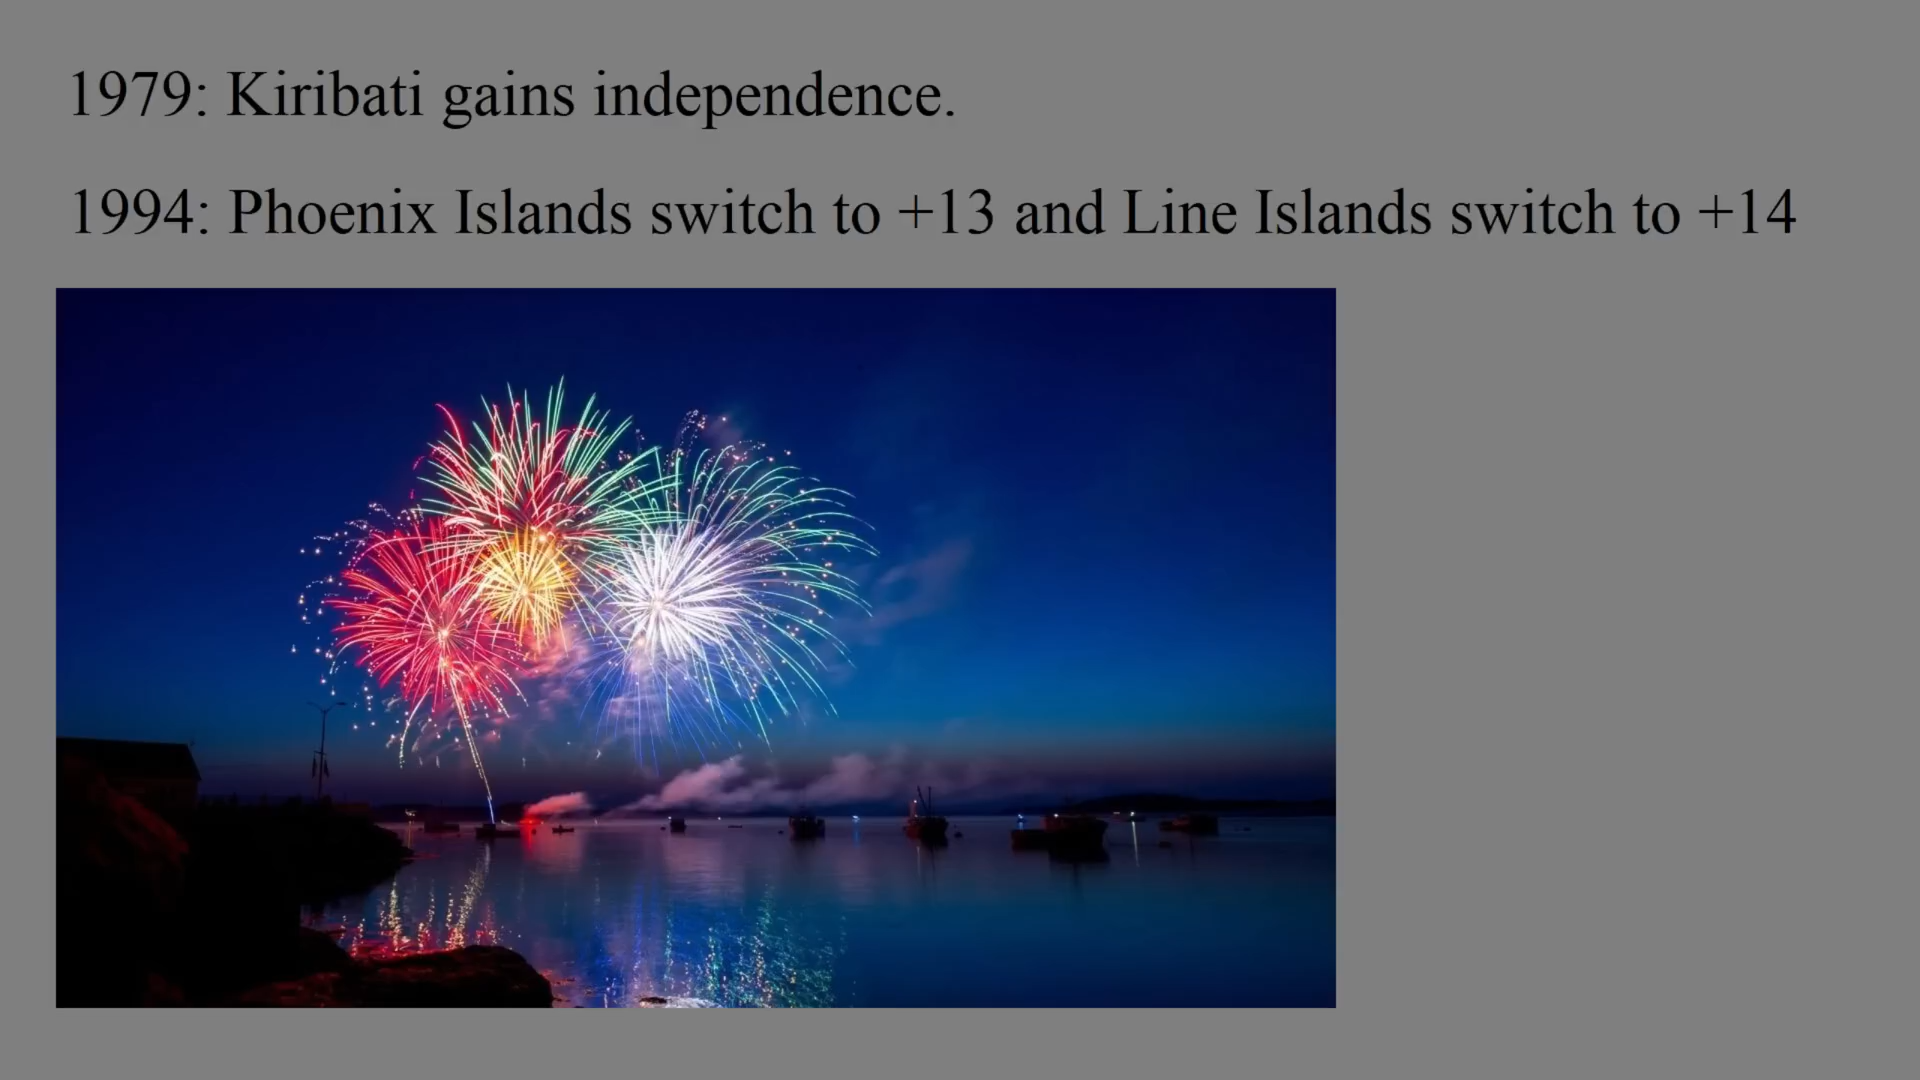 1979: Kiribati gains independence.
1994: Phoenix Islands switch to +13 and Line Islands switch to +14